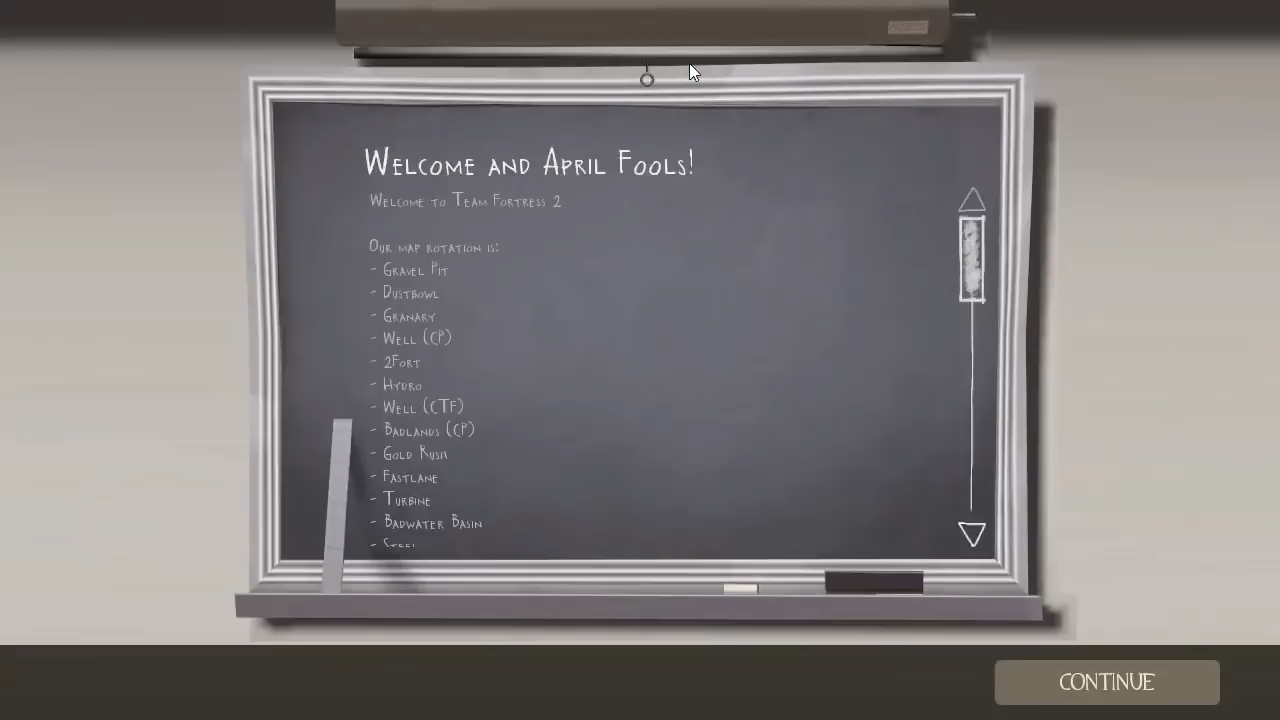 Welcome and April Fools!
Welcome to Team Fortress 2
Our map rotation is:
- Gravel Pit
- Dustbowl
- Granary
- Well (CP)
- 2Fort
- Hydro
- Well (CTF)
- Badlands (CP)
- Gold Rush
- Fastlane
- Turbine
- Badwater Basin
CONTINUE